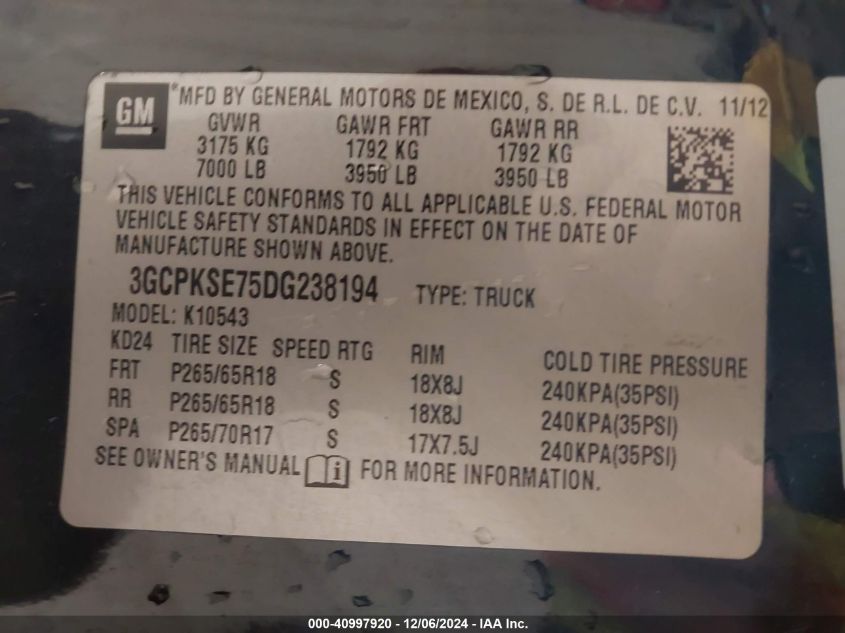 GM *MFD BY GENERAL MOTORS DE MEXICO, S. DE R.L. DE C.V. 11/12
GVWR GAWR FRT GAWR RR
3175 KG 1792 KG 1792 KG
7000 LB 3950 LB 3950 LB
THIS VEHICLE CONFORMS TO ALL APPLICABLE U.S. FEDERAL MOTOR
VEHICLE SAFETY STANDARDS IN EFFECT ON THE DATE OF
MANUFACTURE SHOWN ABOVE.
3GCPKSE75DG238194 TYPE: TRUCK
MODEL: K10543
KD24 TIRE SIZE SPEED RTG RIM COLD TIRE PRESSURE
FRT P265/65R18 S 18X8J 240KPA(35PSI)
RR P265/65R18 S 18X8J 240KPA(35PSI)
SPA P265/70R17 S 17X7.5J 240KPA(35PSI)
SEE OWNER'S MANUAL i FOR MORE INFORMATION.
000-40997920 - 12/06/2024 - IAA Inc.